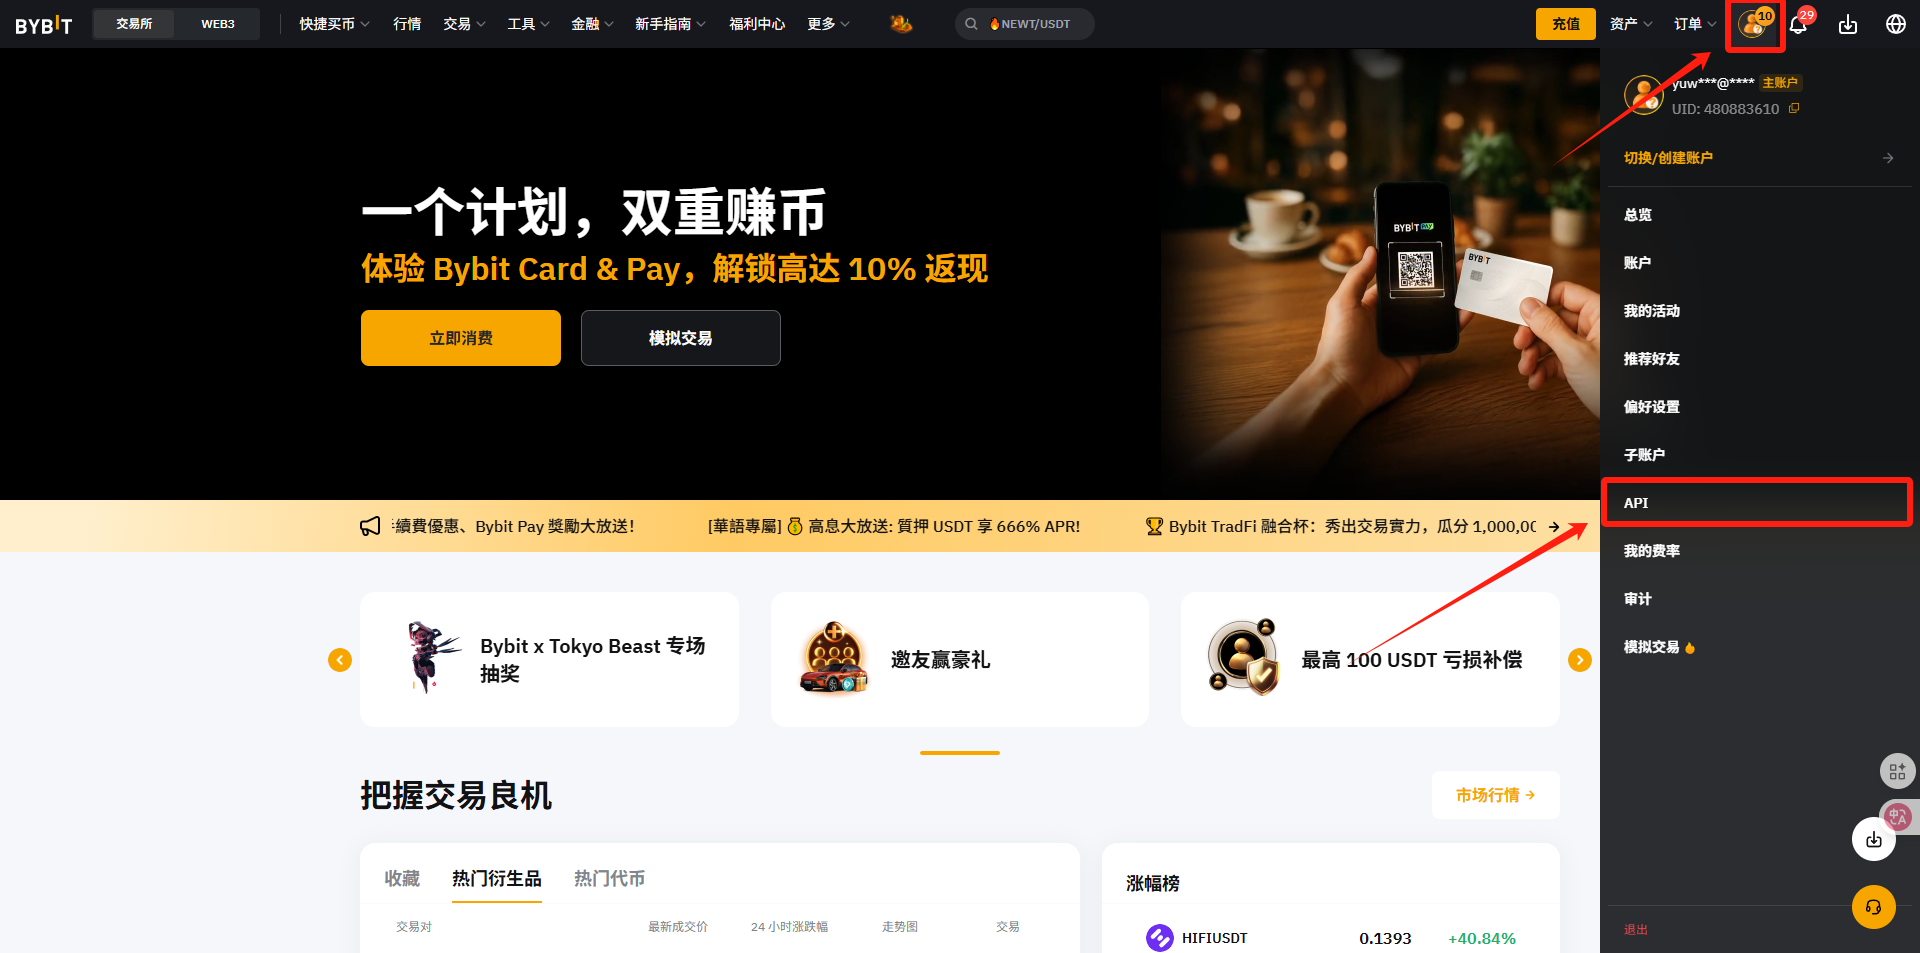 BYBIT
交易所
WEB3
快捷买币
行情
交易
工具
金融
新手指南
福利中心
更多
NEWT/USDT
充值
资产
订单
10
29
yuw***@****
主账户
UID: 480883610
切换/创建账户
总览
账户
我的活动
推荐好友
偏好设置
子账户
API
我的费率
审计
模拟交易
退出
一个计划，双重赚币
体验 Bybit Card & Pay，解锁高达 10% 返现
立即消费
模拟交易
BYBIT pay
BYBIT
續費優惠、Bybit Pay 獎勵大放送！
[華語專屬] 高息大放送: 質押 USDT 享 666% APR!
Bybit TradFi 融合杯：秀出交易實力，瓜分 1,000,00
Bybit x Tokyo Beast 专场
抽奖
邀友赢豪礼
最高 100 USDT 亏损补偿
把握交易良机
市场行情
收藏
热门衍生品
热门代币
交易对
最新成交价
24 小时涨跌幅
走势图
交易
涨幅榜
HIFIUSDT
0.1393
+40.84%
中
A